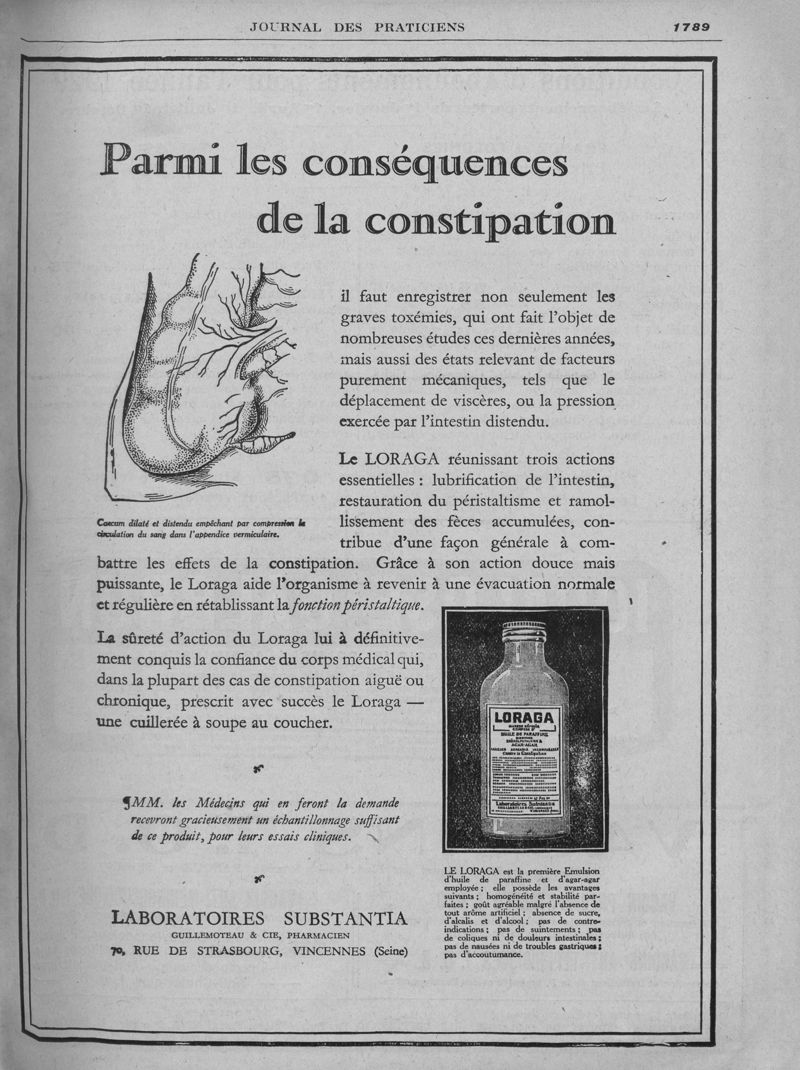 JOURNAL DES PRATICIENS
1789
Parmi les conséquences
de la constipation
il faut enregistrer non seulement les
graves toxémies, qui ont fait l'objet de
nombreuses études ces dernières années,
mais aussi des états relevant de facteurs
purement mécaniques, tels que le
déplacement de viscères, ou la pression
exercée par l'intestin distendu.
Caecum dilaté et distendu empêchant par compression la
circulation du sang dans l'appendice vermiculaire.
Le LORAGA réunissant trois actions
essentielles : lubrification de l'intestin,
restauration du péristaltisme et ramol-
lissement des fèces accumulées, con-
tribue d'une façon générale à com-
battre les effets de la constipation. Grâce à son action douce mais
puissante, le Loraga aide l'organisme à revenir à une évacuation normale
et régulière en rétablissant la fonction péristaltique.
La sûreté d'action du Loraga lui à définitive-
ment conquis la confiance du corps médical qui,
dans la plupart des cas de constipation aiguë ou
chronique, prescrit avec succès le Loraga —
une cuillerée à soupe au coucher.
¶MM. les Médecins qui en feront la demande
recevront gracieusement un échantillonnage suffisant
de ce produit, pour leurs essais cliniques.
LABORATOIRES SUBSTANTIA
GUILLEMOTEAU & CIE, PHARMACIEN
70, RUE DE STRASBOURG, VINCENNES (Seine)
LORAGA
HUILE DE PARAFFINE
AGAR-AGAR
Contre la Constipation
Laboratoires Substantia
LE LORAGA est la première Emulsion
d'huile de paraffine et d'agar-agar
employée ; elle possède les avantages
suivants ; homogénéité et stabilité par-
faites ; goût agréable malgré l'absence de
tout arôme artificiel ; absence de sucre,
d'alcalis et d'alcool ; pas de contre-
indications ; pas de suintements ; pas
de coliques ni de douleurs intestinales ;
pas de nausées ni de troubles gastriques ;
pas d'accoutumance.